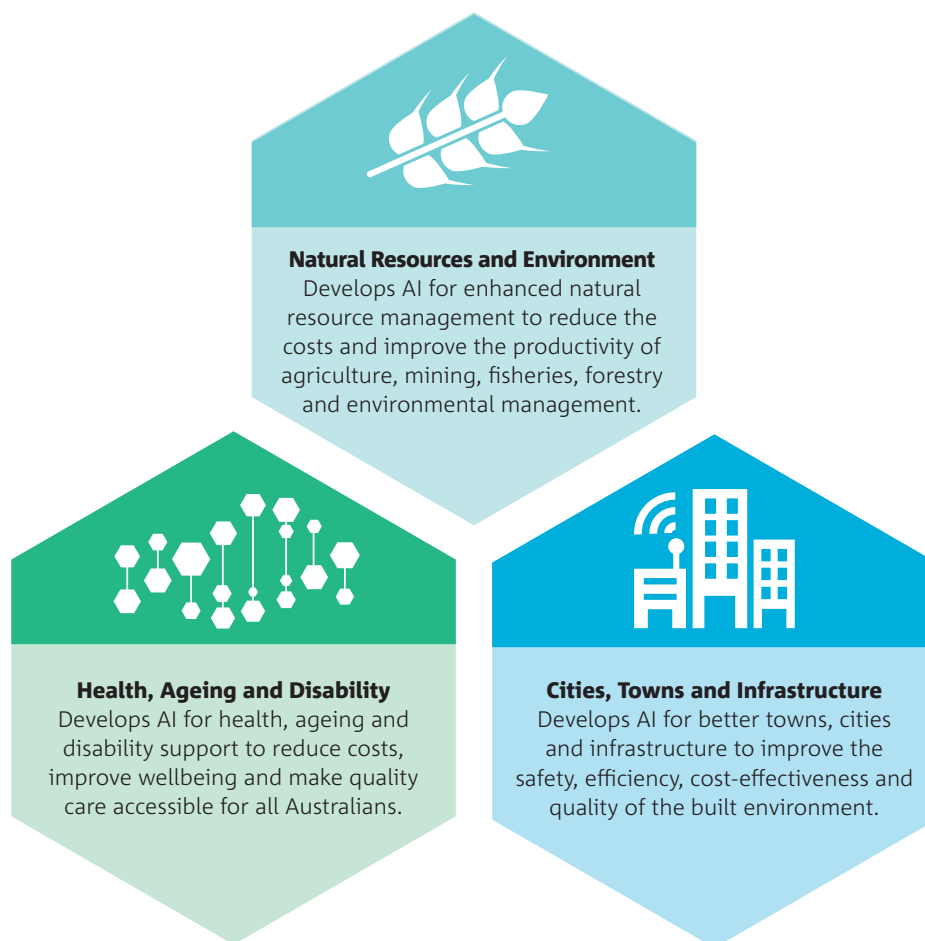 Natural Resources and Environment
Develops AI for enhanced natural
resource management to reduce the
costs and improve the productivity of
agriculture, mining, fisheries, forestry
and environmental management.
Health, Ageing and Disability
Develops AI for health, ageing and
disability support to reduce costs,
improve wellbeing and make quality
care accessible for all Australians.
Cities, Towns and Infrastructure
Develops AI for better towns, cities
and infrastructure to improve the
safety, efficiency, cost-effectiveness and
quality of the built environment.